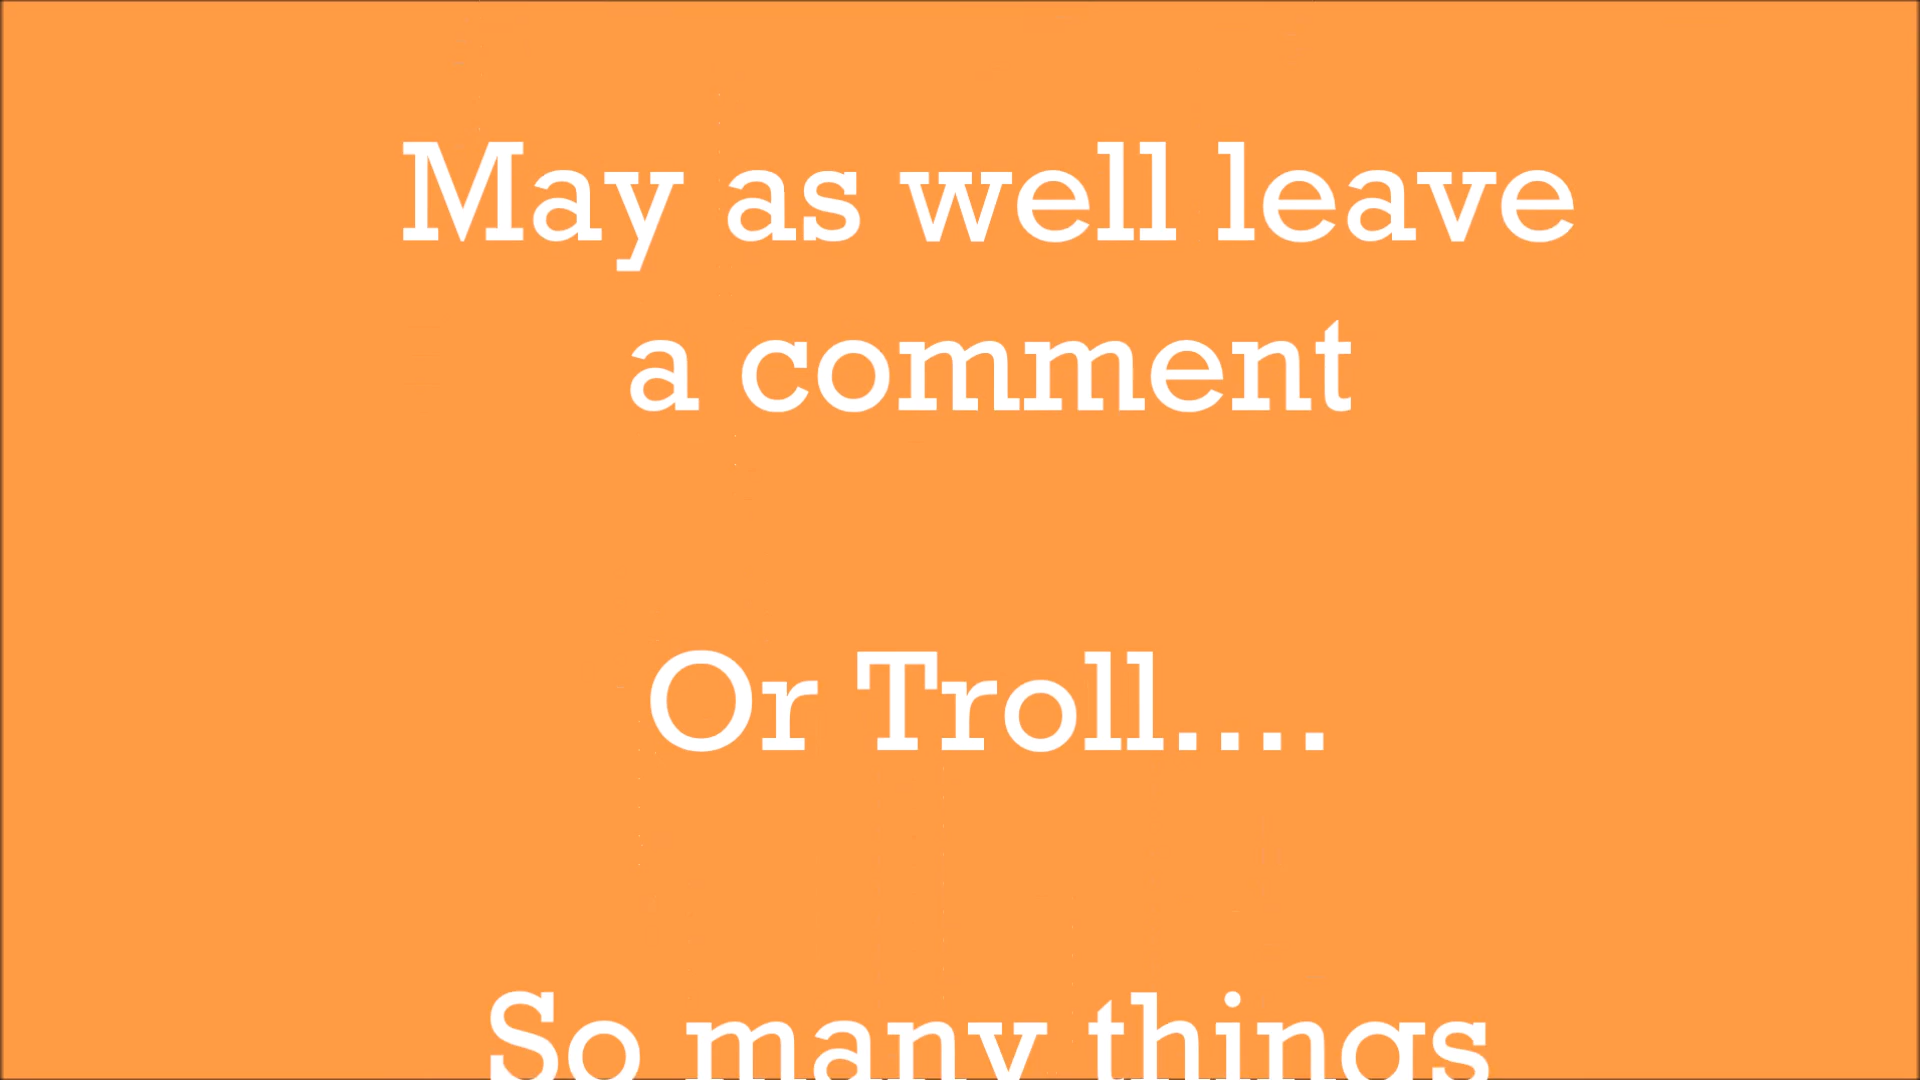 May as well leave
a comment
Or Troll....
So many things